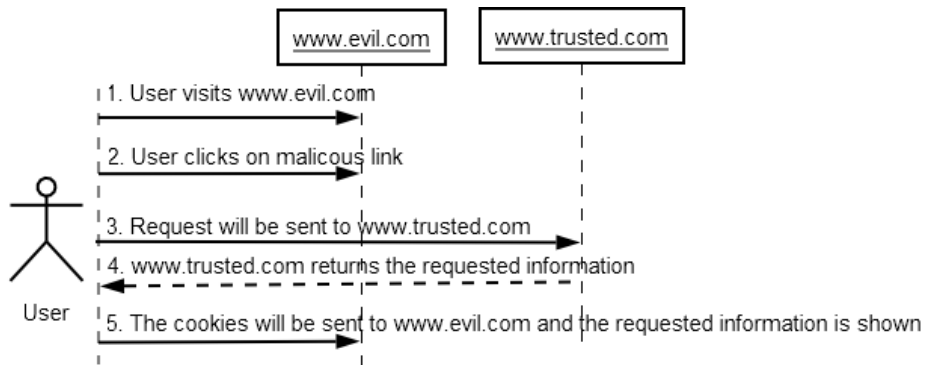 www.evil.com
www.trusted.com
1. User visits www.evil.com
2. User clicks on malicous link
3. Request will be sent to www.trusted.com
4. www.trusted.com returns the requested information
User
5. The cookies will be sent to www.evil.com and the requested information is shown